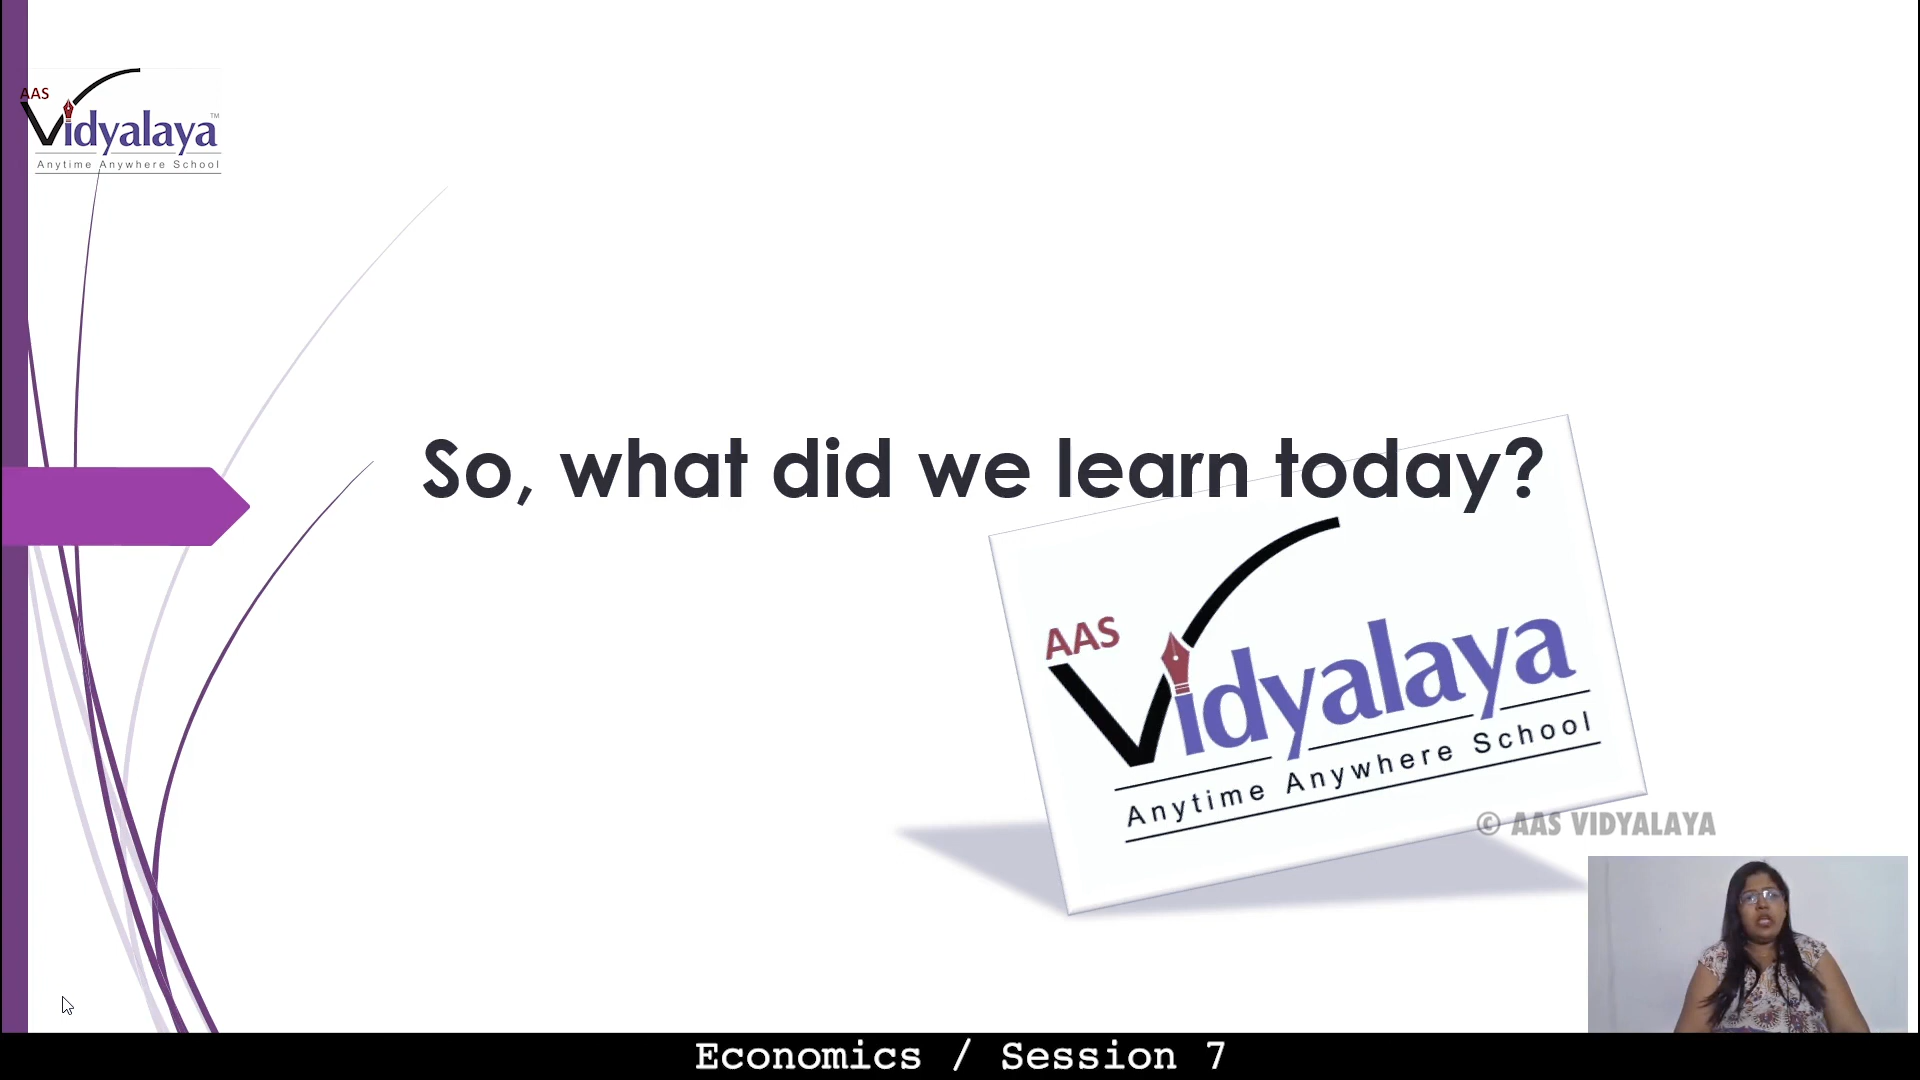 AAS
Vidyalaya
TM
Anytime Anywhere School
So, what did we learn today?
AAS
Vidyalaya
Anytime Anywhere School
© AAS VIDYALAYA
Economics / Session 7